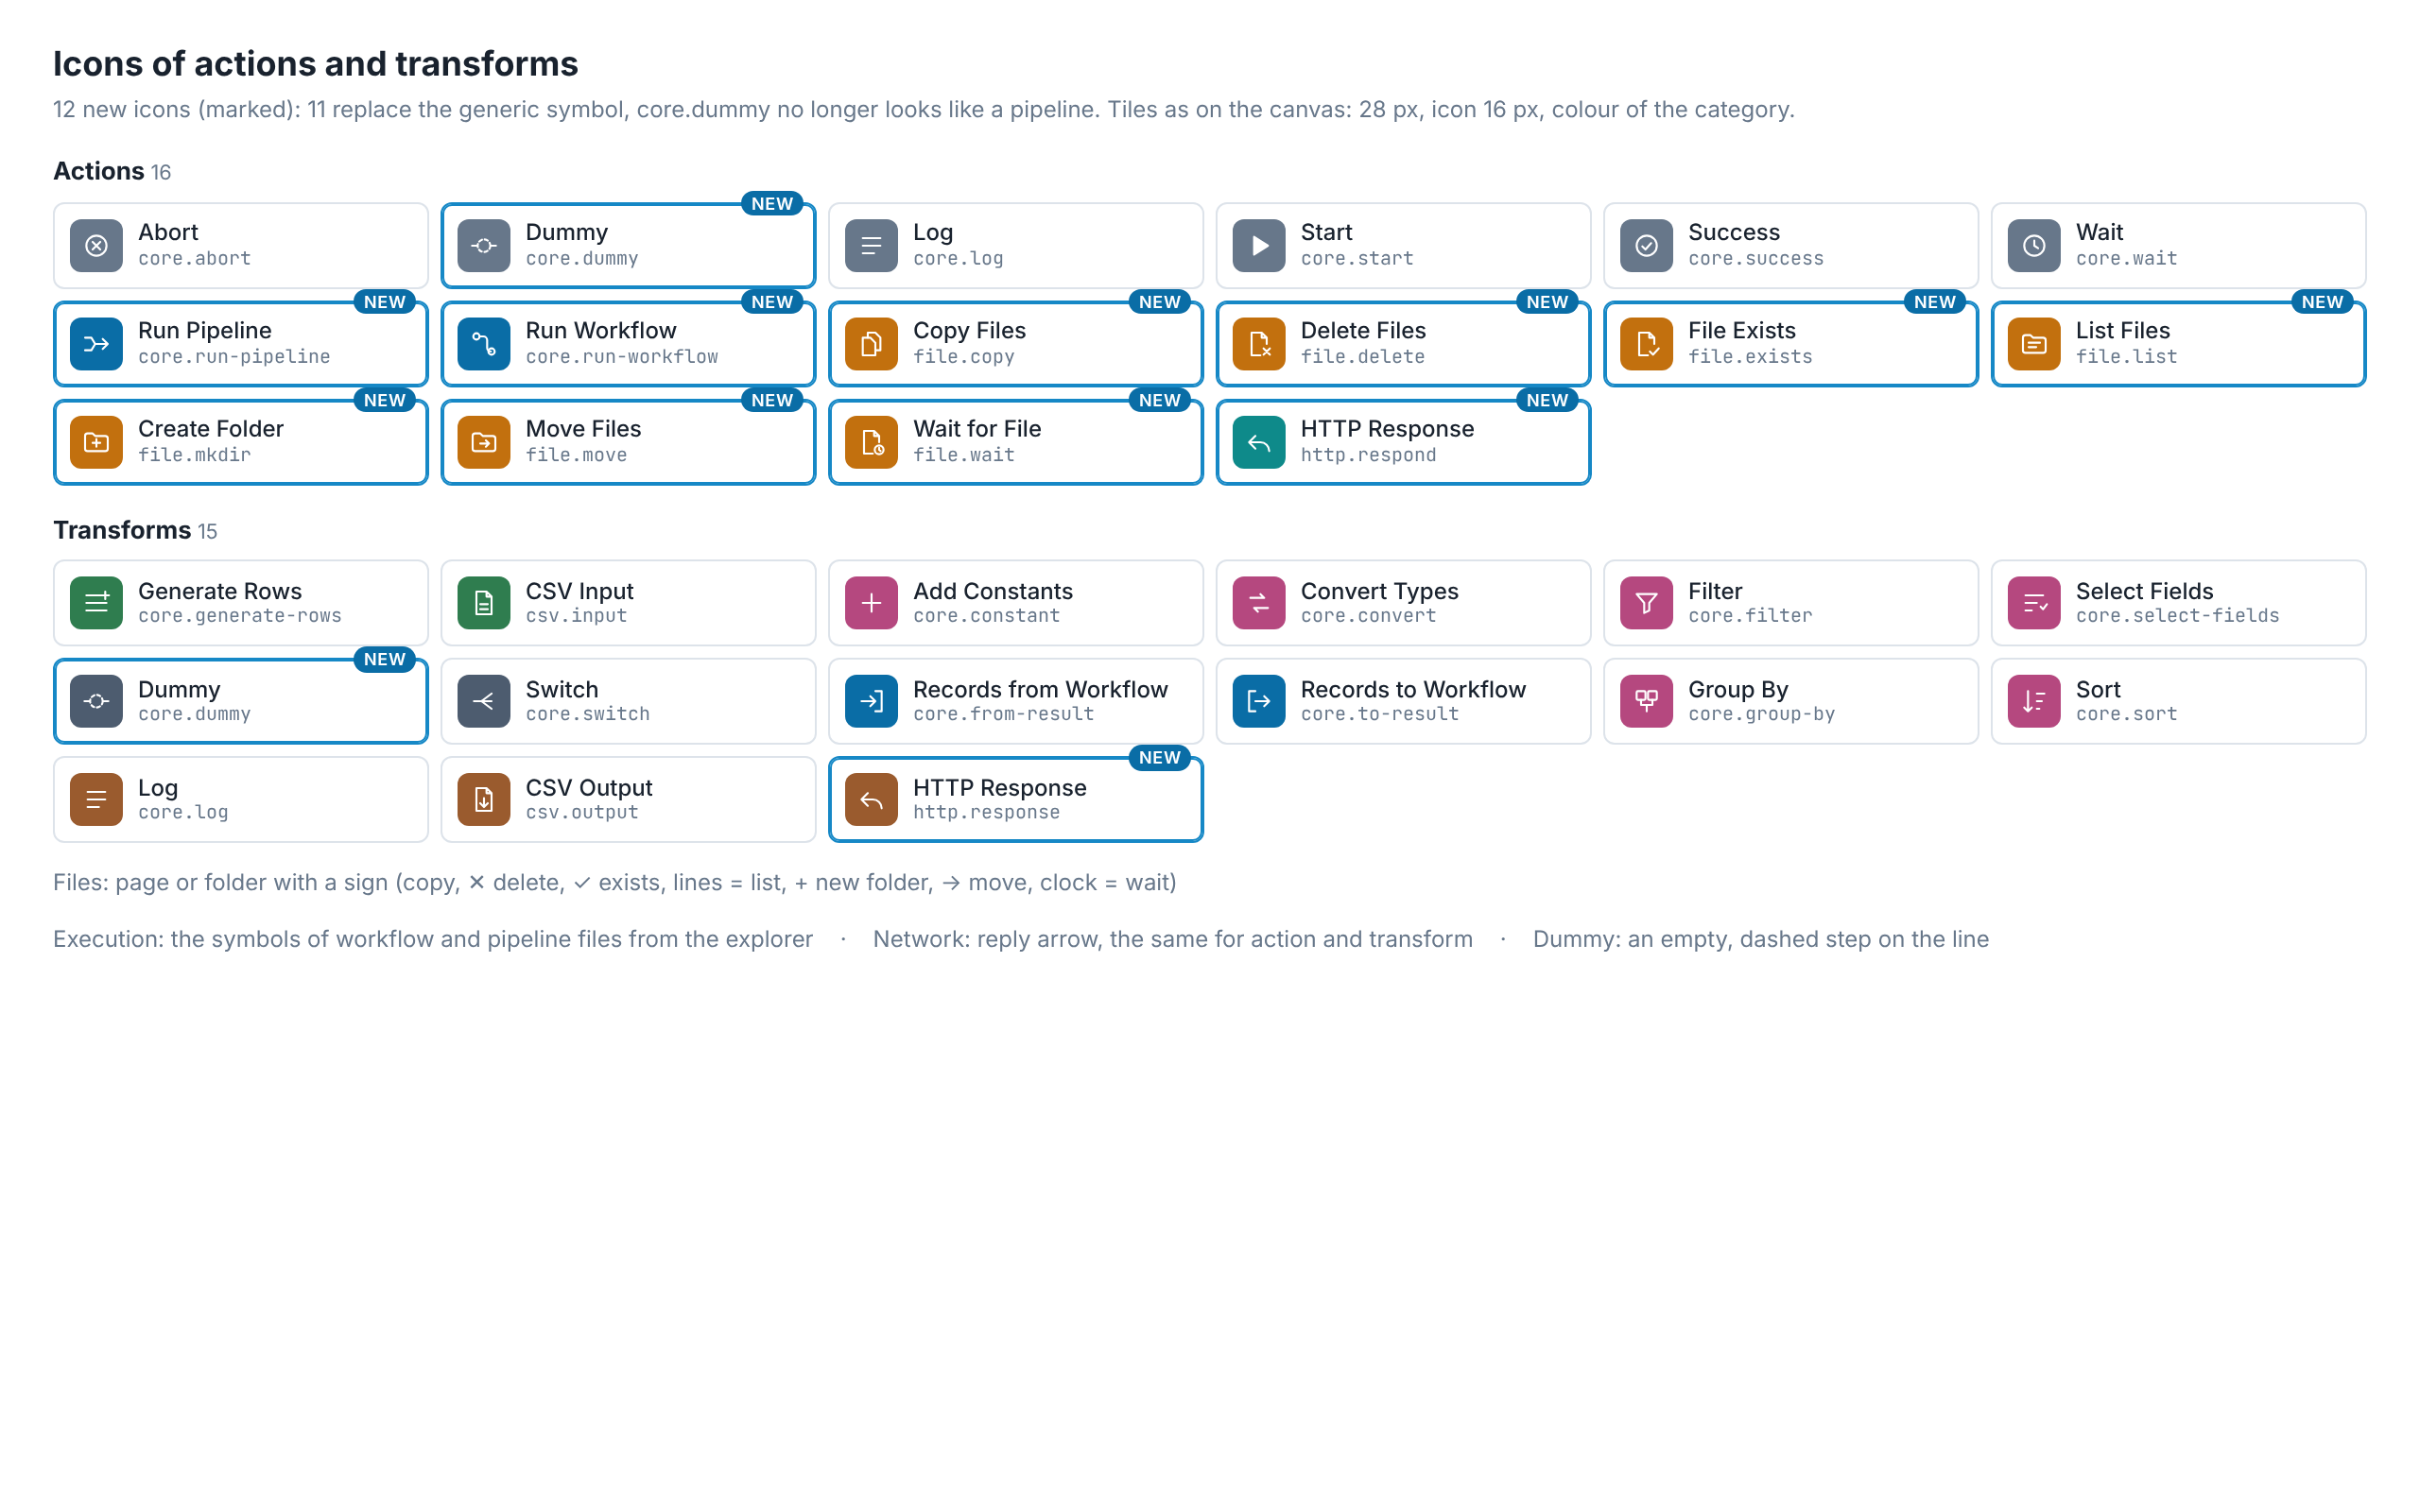 Icons of actions and transforms
12 new icons (marked): 11 replace the generic symbol, core.dummy no longer looks like a pipeline. Tiles as on the canvas: 28 px, icon 16 px, colour of the category.
Actions 16
Abort
core.abort
NEW
Dummy
core.dummy
Log
core.log
Start
core.start
Success
core.success
Wait
core.wait
NEW
Run Pipeline
core.run-pipeline
NEW
Run Workflow
core.run-workflow
NEW
Copy Files
file.copy
NEW
Delete Files
file.delete
NEW
File Exists
file.exists
NEW
List Files
file.list
NEW
Create Folder
file.mkdir
NEW
Move Files
file.move
NEW
Wait for File
file.wait
NEW
HTTP Response
http.respond
Transforms 15
Generate Rows
core.generate-rows
CSV Input
csv.input
Add Constants
core.constant
Convert Types
core.convert
Filter
core.filter
Select Fields
core.select-fields
NEW
Dummy
core.dummy
Switch
core.switch
Records from Workflow
core.from-result
Records to Workflow
core.to-result
Group By
core.group-by
Sort
core.sort
Log
core.log
CSV Output
csv.output
NEW
HTTP Response
http.response
Files: page or folder with a sign (copy, ✕ delete, ✓ exists, lines = list, + new folder, → move, clock = wait)
Execution: the symbols of workflow and pipeline files from the explorer · Network: reply arrow, the same for action and transform · Dummy: an empty, dashed step on the line